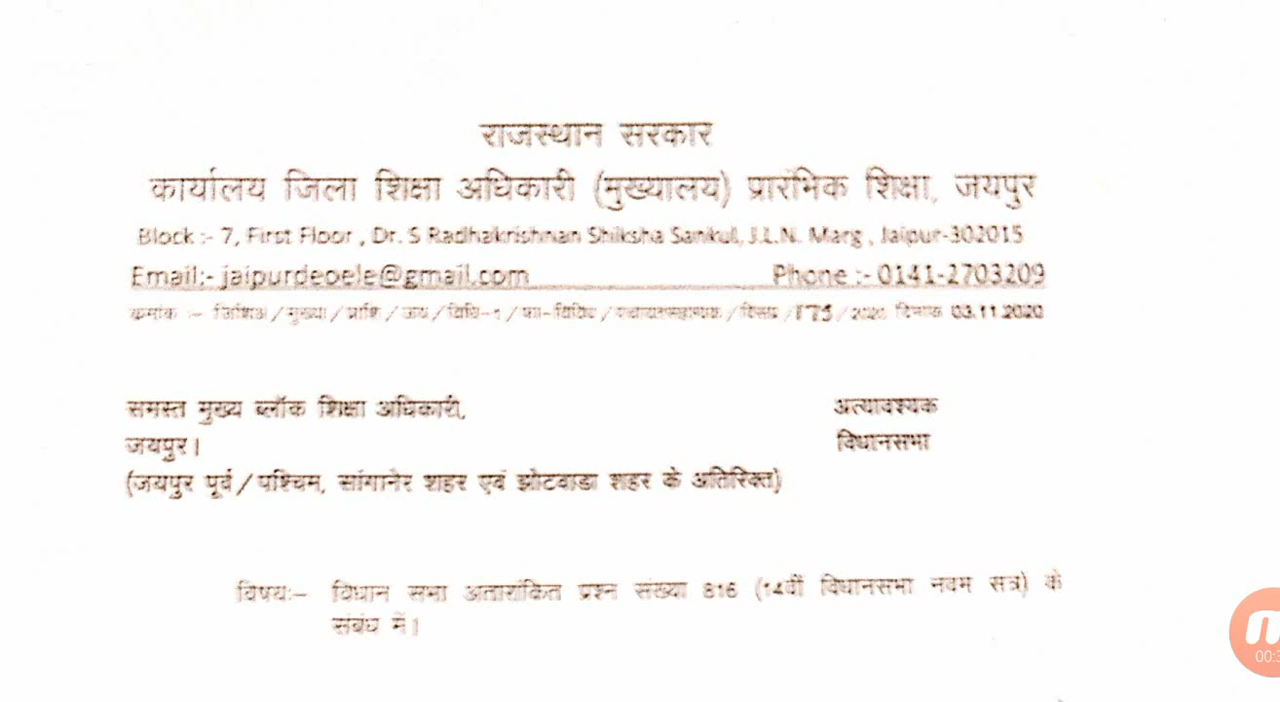 राजस्थान सरकार
कार्यालय जिला शिक्षा अधिकारी (मुख्यालय) प्रारंभिक शिक्षा, जयपुर
Block :- 7, First Floor , Dr. S Radhakrishnan Shiksha Sankul, J.L.N. Marg , Jaipur-302015
Email:- jaipurdeoele@gmail.com Phone :- 0141-2703209
क्रमांक :- जिशिअ/मुख्या/प्राशि/जय/विधि-1/ /175/2020 दिनांक 03.11.2020
समस्त मुख्य ब्लॉक शिक्षा अधिकारी,
जयपुर।
(जयपुर पूर्व/पश्चिम, सांगानेर शहर एवं झोटवाडा शहर के अतिरिक्त)
अत्यावश्यक
विधानसभा
विषयः- विधान सभा अतारांकित प्रश्न संख्या 816 (14वीं विधानसभा नवम सत्र) के
संबंध में।
00:3